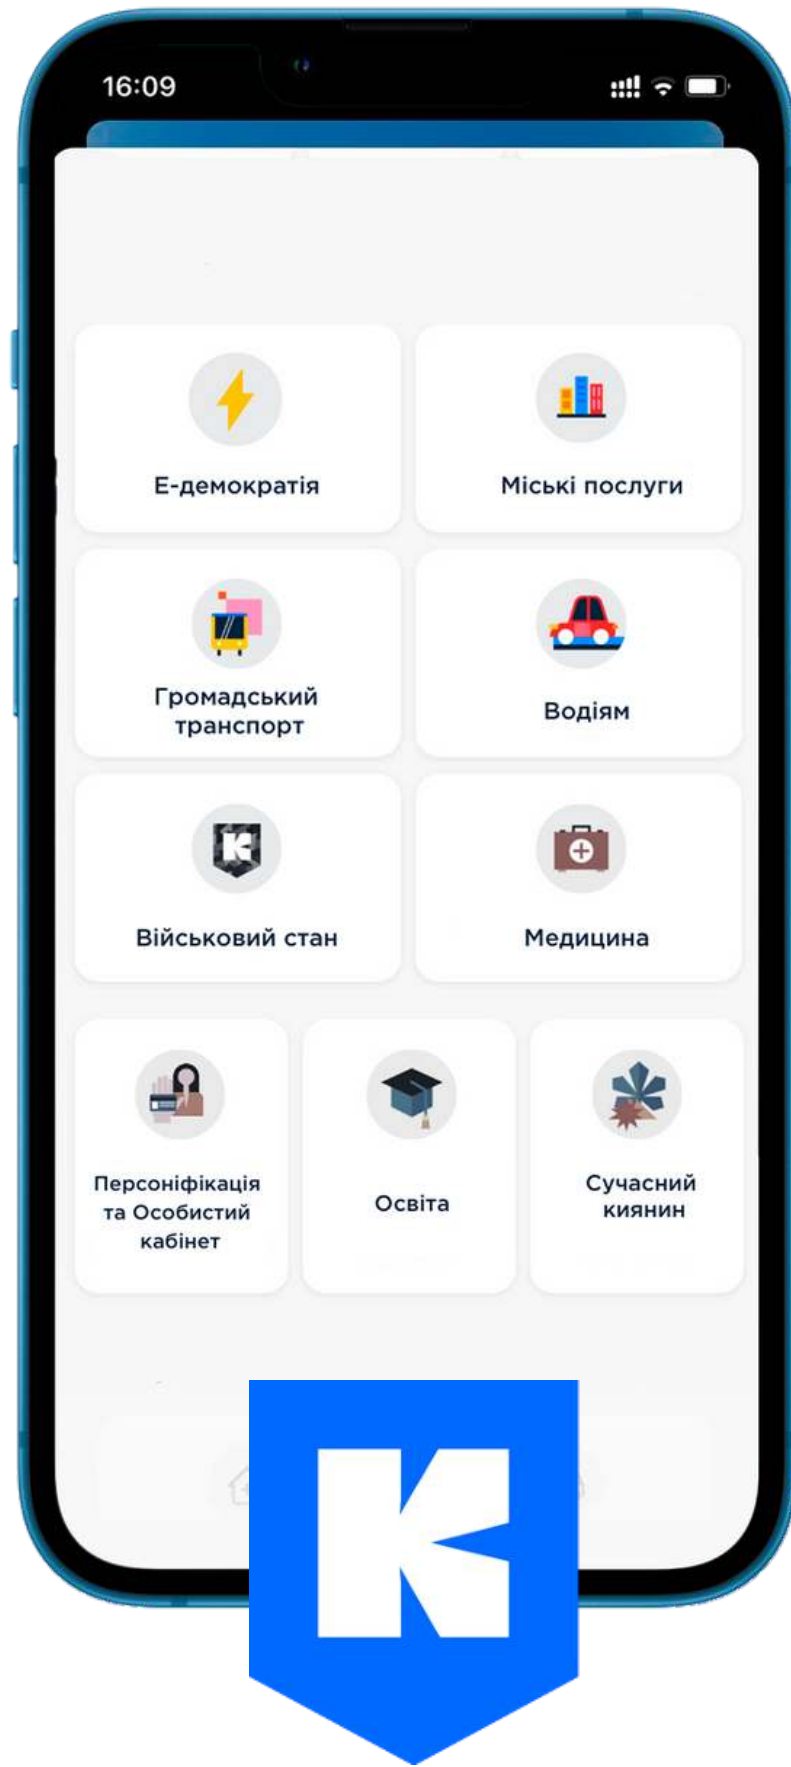 16:09
Е-демократія
Міські послуги
Громадський
транспорт
Водіям
Військовий стан
Медицина
Персоніфікація
та Особистий
кабінет
Освіта
Сучасний
киянин
К